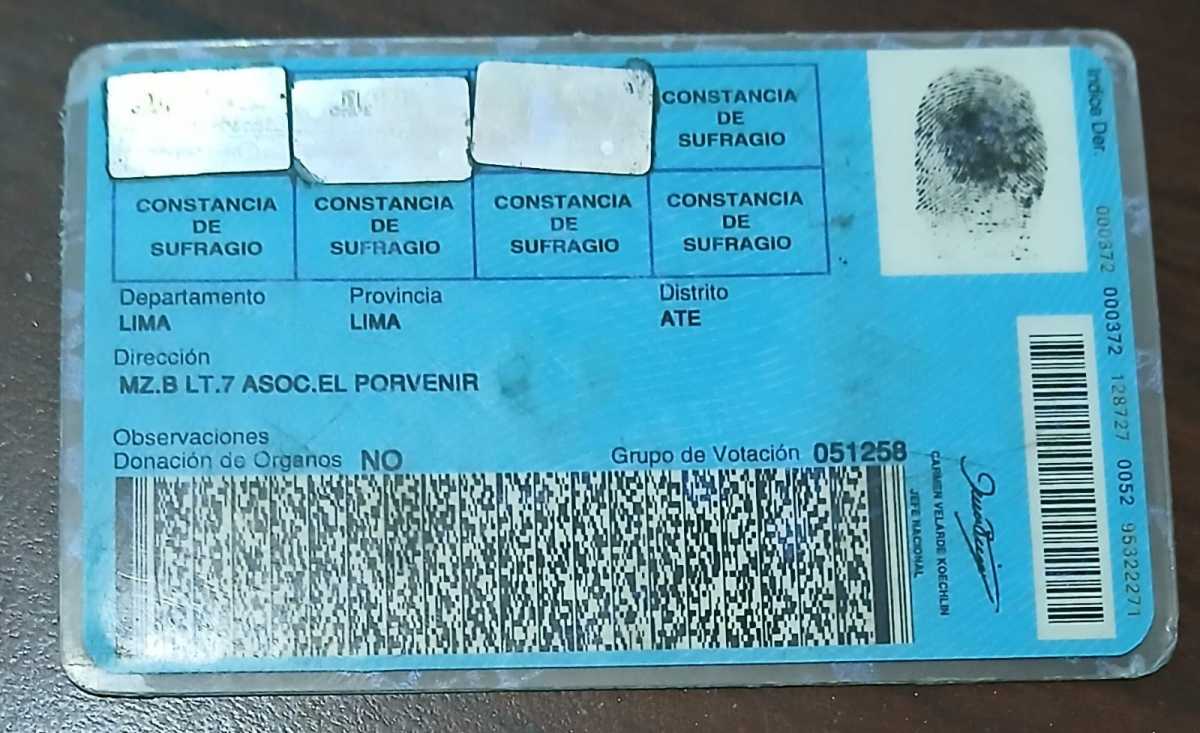 CONSTANCIA
DE
SUFRAGIO
CONSTANCIA
DE
SUFRAGIO
CONSTANCIA
DE
SUFRAGIO
CONSTANCIA
DE
SUFRAGIO
CONSTANCIA
DE
SUFRAGIO
Indice Der.
Departamento Provincia Distrito
LIMA LIMA ATE
Dirección
MZ.B LT.7 ASOC.EL PORVENIR
Observaciones
Donación de Organos NO Grupo de Votación 051258
CARMEN VELARDE KOECHLIN
JEFE NACIONAL
000372 000372 128727 0052 95322271